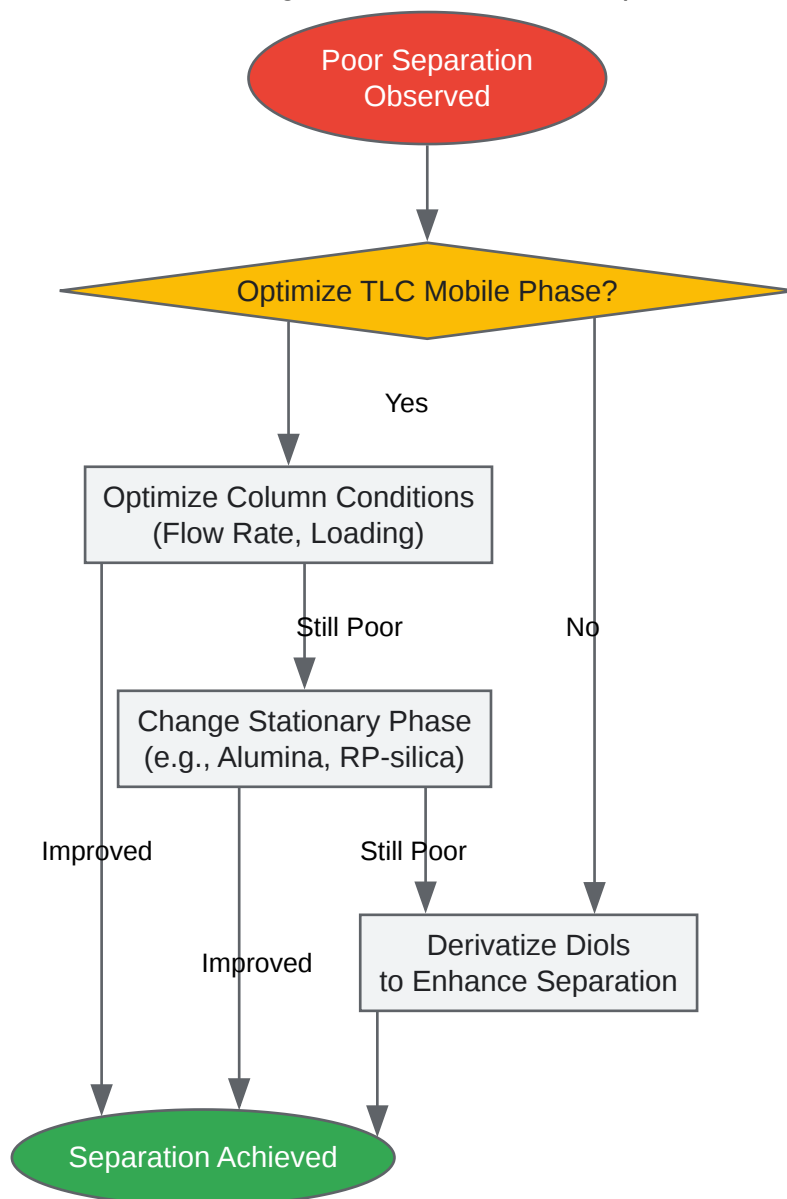 Poor Separation
Observed
Optimize TLC Mobile Phase?
Yes
Optimize Column Conditions
(Flow Rate, Loading)
Still Poor
No
Change Stationary Phase
(e.g., Alumina, RP-silica)
Improved
Still Poor
Derivatize Diols
to Enhance Separation
Improved
Separation Achieved